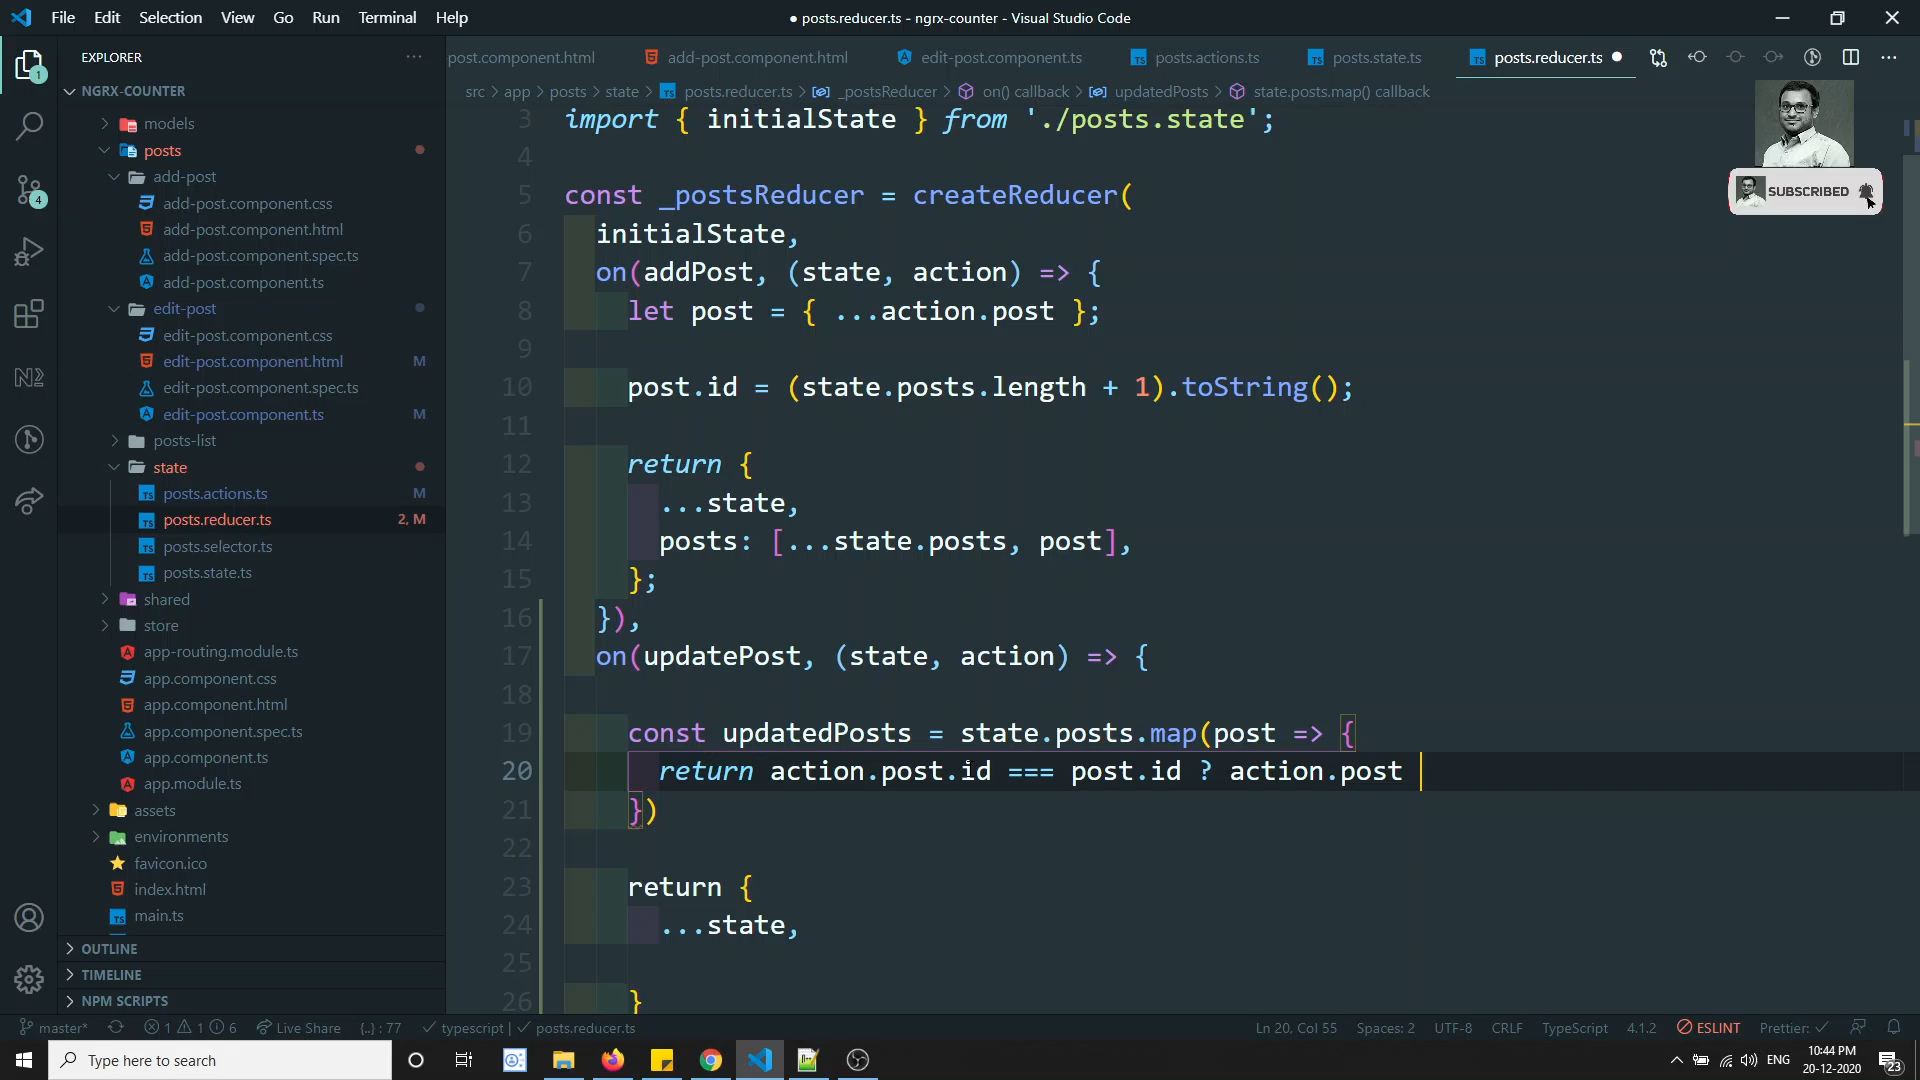 File Edit Selection View Go Run Terminal Help
● posts.reducer.ts - ngrx-counter - Visual Studio Code
EXPLORER
post.component.html add-post.component.html edit-post.component.ts posts.actions.ts posts.state.ts posts.reducer.ts
src > app > posts > state > posts.reducer.ts > _postsReducer > on() callback > updatedPosts > state.posts.map() callback
NGRX-COUNTER
models
posts
add-post
add-post.component.css
add-post.component.html
add-post.component.spec.ts
add-post.component.ts
edit-post
edit-post.component.css
edit-post.component.html M
edit-post.component.spec.ts
edit-post.component.ts M
posts-list
state
posts.actions.ts M
posts.reducer.ts 2, M
posts.selector.ts
posts.state.ts
shared
store
app-routing.module.ts
app.component.css
app.component.html
app.component.spec.ts
app.component.ts
app.module.ts
assets
environments
favicon.ico
index.html
main.ts
OUTLINE
TIMELINE
NPM SCRIPTS
1
4
3 import { initialState } from './posts.state';
4
5 const _postsReducer = createReducer(
6 initialState,
7 on(addPost, (state, action) => {
8 let post = { ...action.post };
9
10 post.id = (state.posts.length + 1).toString();
11
12 return {
13 ...state,
14 posts: [...state.posts, post],
15 };
16 }),
17 on(updatePost, (state, action) => {
18
19 const updatedPosts = state.posts.map(post => {
20 return action.post.id === post.id ? action.post
21 })
22
23 return {
24 ...state,
25
26 }
SUBSCRIBED
master* 1 1 6 Live Share {..} : 77 typescript | posts.reducer.ts
Ln 20, Col 55 Spaces: 2 UTF-8 CRLF TypeScript 4.1.2 ESLINT Prettier: ✓
Type here to search
ENG
10:44 PM
20-12-2020
23